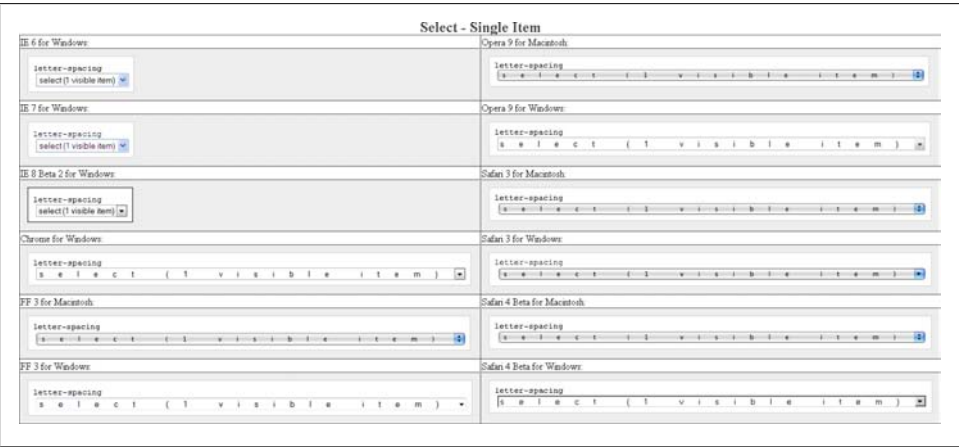 Select - Single Item
IE 6 for Windows:
letter-spacing
select (1 visible item)
IE 7 for Windows:
letter-spacing
select (1 visible item)
IE 8 Beta 2 for Windows:
letter-spacing
select (1 visible item)
Chrome for Windows:
letter-spacing
s e l e c t ( 1 v i s i b l e i t e m )
FF 3 for Macintosh:
letter-spacing
s e l e c t ( 1 v i s i b l e i t e m )
FF 3 for Windows:
letter-spacing
s e l e c t ( 1 v i s i b l e i t e m )
Opera 9 for Macintosh:
letter-spacing
s e l e c t ( 1 v i s i b l e i t e m )
Opera 9 for Windows:
letter-spacing
s e l e c t ( 1 v i s i b l e i t e m )
Safari 3 for Macintosh:
letter-spacing
s e l e c t ( 1 v i s i b l e i t e m )
Safari 3 for Windows:
letter-spacing
s e l e c t ( 1 v i s i b l e i t e m )
Safari 4 Beta for Macintosh:
letter-spacing
s e l e c t ( 1 v i s i b l e i t e m )
Safari 4 Beta for Windows:
letter-spacing
s e l e c t ( 1 v i s i b l e i t e m )